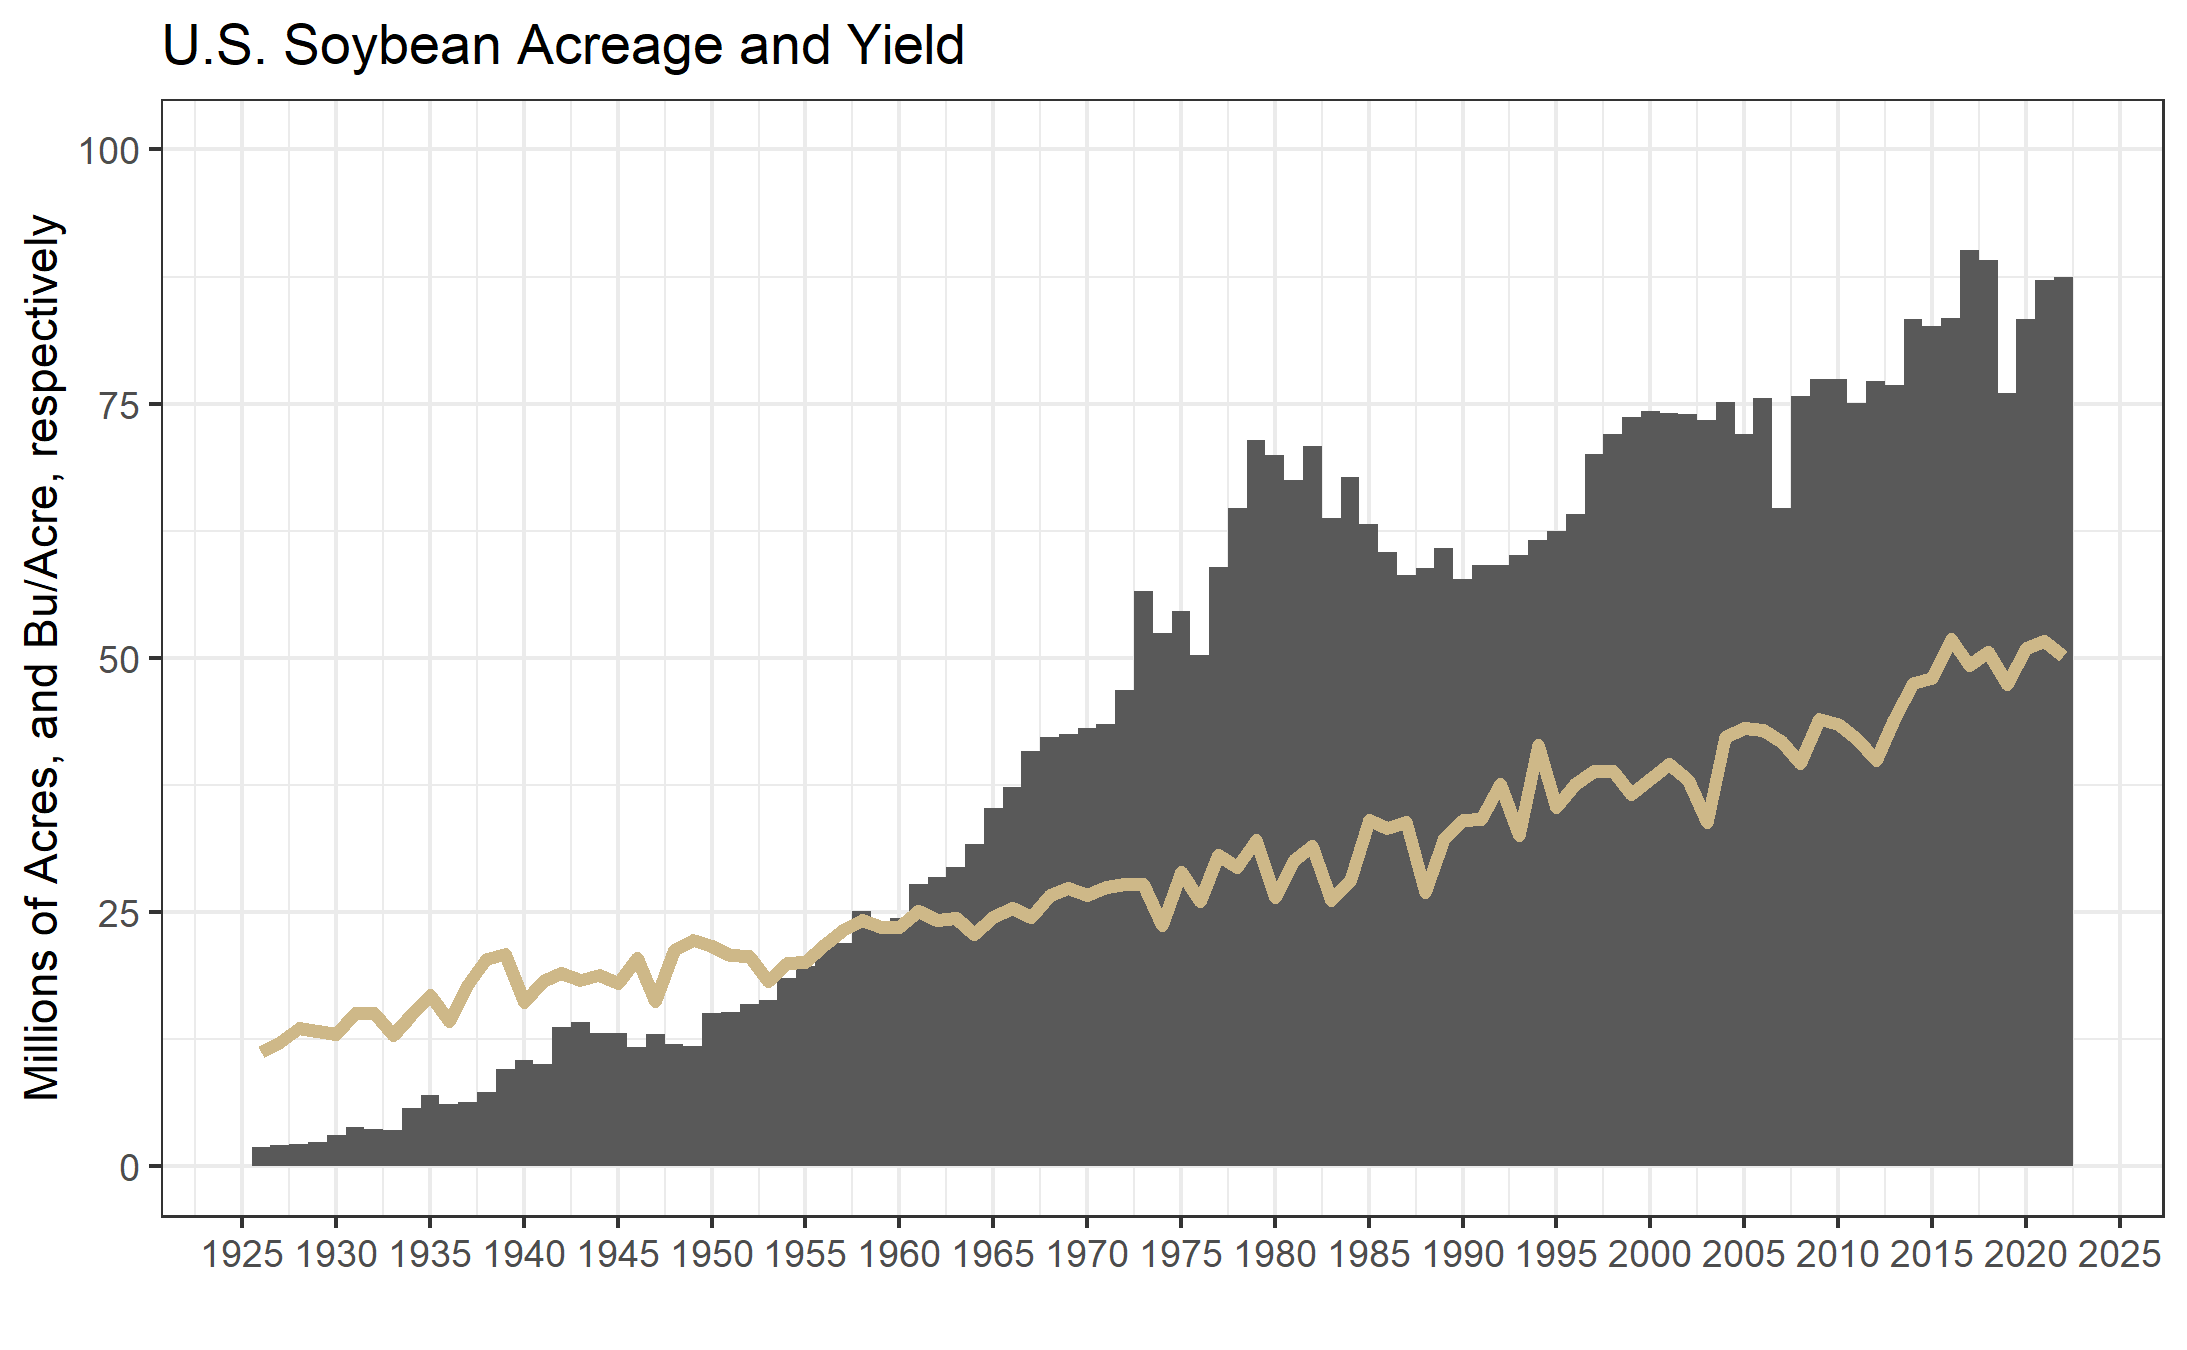 U.S. Soybean Acreage and Yield
Millions of Acres, and Bu/Acre, respectively
100
75
50
25
0
1925 1930 1935 1940 1945 1950 1955 1960 1965 1970 1975 1980 1985 1990 1995 2000 2005 2010 2015 2020 2025